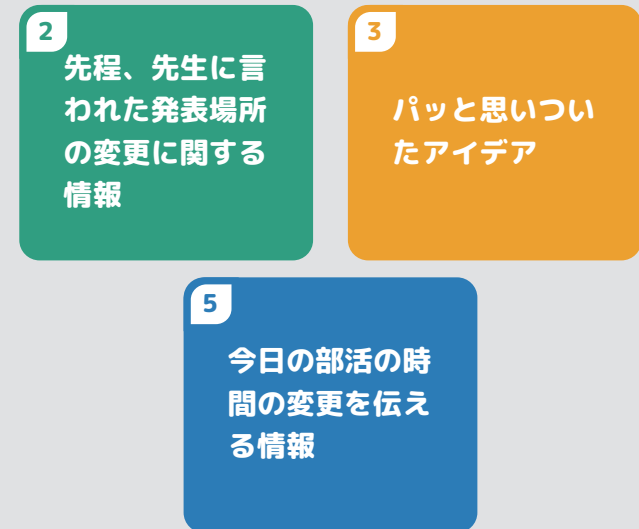 2
先程、先生に言
われた発表場所
の変更に関する
情報
3
パッと思いつい
たアイデア
5
今日の部活の時
間の変更を伝え
る情報